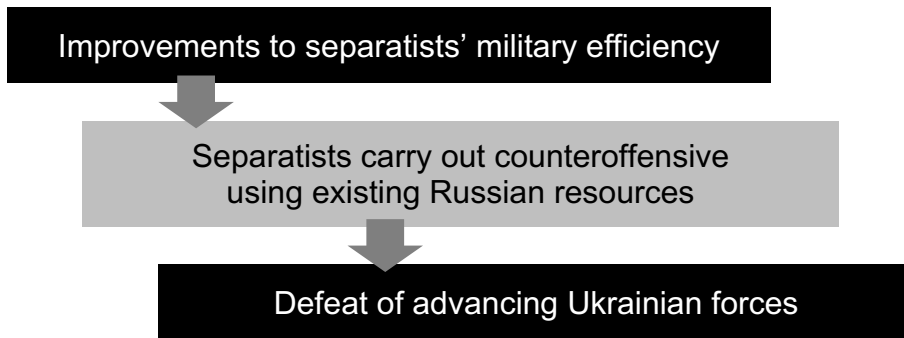 Improvements to separatists’ military efficiency
Separatists carry out counteroffensive
using existing Russian resources
Defeat of advancing Ukrainian forces